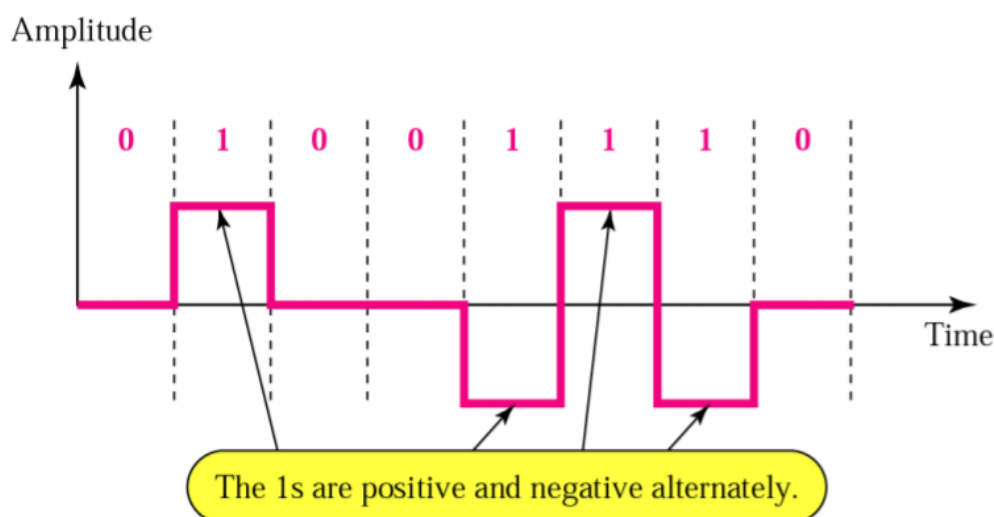 Amplitude
0 1 0 0 1 1 1 0
Time
The 1s are positive and negative alternately.